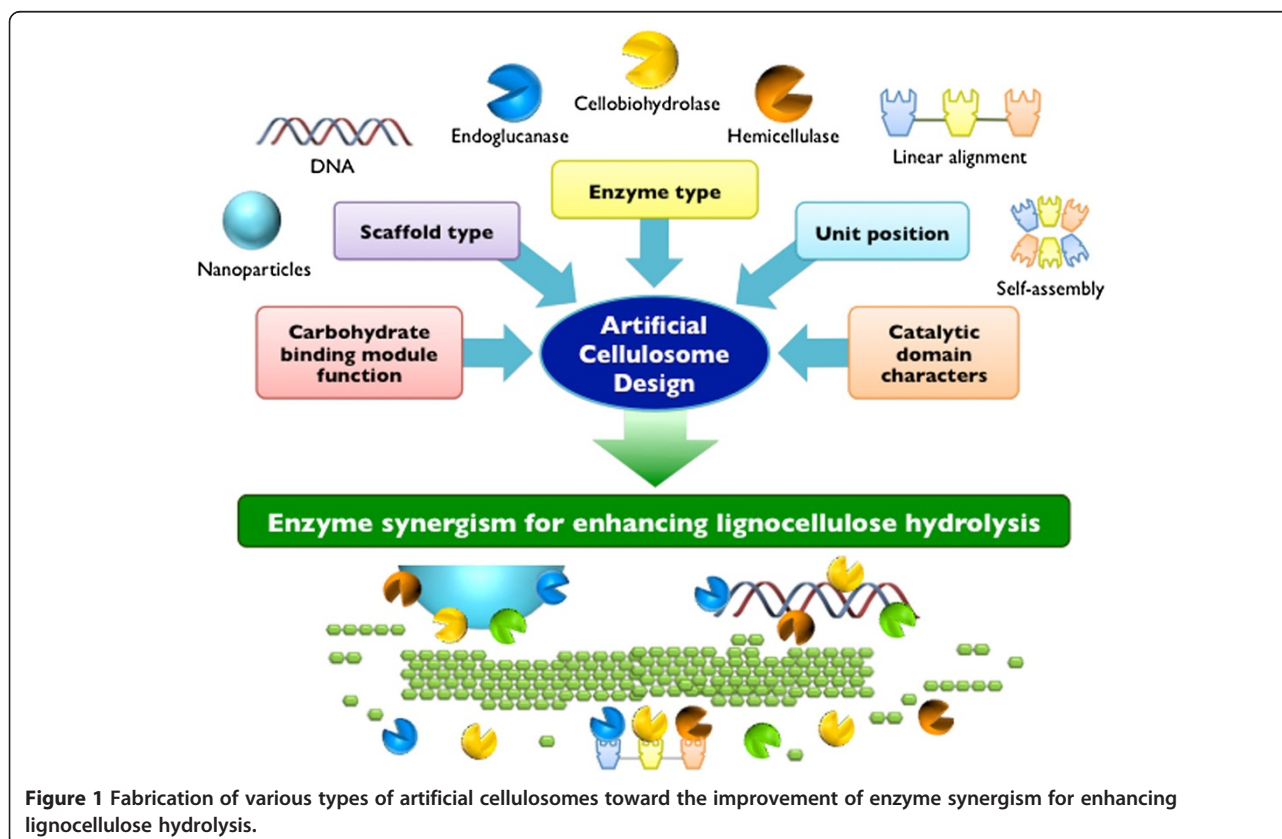 Cellobiohydrolase
Endoglucanase
Hemicellulase
DNA
Linear alignment
Enzyme type
Scaffold type
Unit position
Nanoparticles
Self-assembly
Carbohydrate
binding module
function
Artificial
Cellulosome
Design
Catalytic
domain
characters
Enzyme synergism for enhancing lignocellulose hydrolysis
Figure 1 Fabrication of various types of artificial cellulosomes toward the improvement of enzyme synergism for enhancing
lignocellulose hydrolysis.